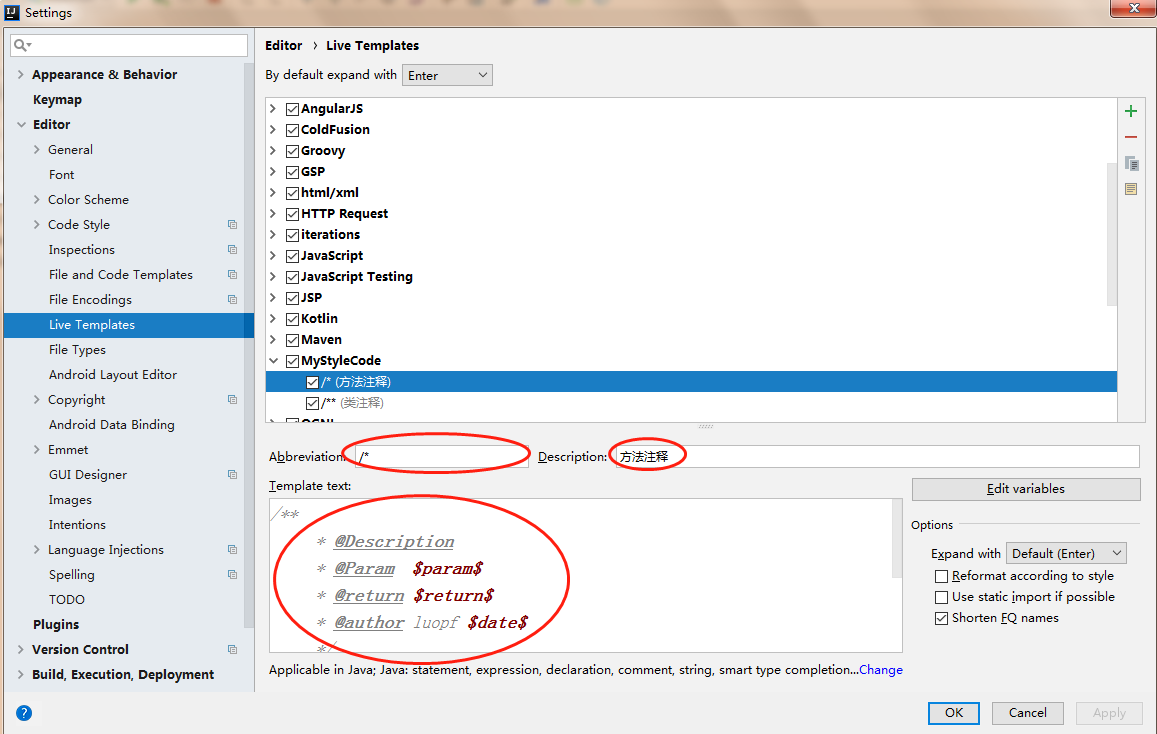 Settings
Appearance & Behavior
Keymap
Editor
General
Font
Color Scheme
Code Style
Inspections
File and Code Templates
File Encodings
Live Templates
File Types
Android Layout Editor
Copyright
Android Data Binding
Emmet
GUI Designer
Images
Intentions
Language Injections
Spelling
TODO
Plugins
Version Control
Build, Execution, Deployment
?
Editor › Live Templates
By default expand with Enter
AngularJS
ColdFusion
Groovy
GSP
html/xml
HTTP Request
iterations
JavaScript
JavaScript Testing
JSP
Kotlin
Maven
MyStyleCode
/* (方法注释)
/** (类注释)
Abbreviation: /* Description: 方法注释
Template text:
/**
* @Description
* @Param $param$
* @return $return$
* @author luopf $date$
*/
Edit variables
Options
Expand with Default (Enter)
Reformat according to style
Use static import if possible
Shorten FQ names
Applicable in Java; Java: statement, expression, declaration, comment, string, smart type completion...Change
OK Cancel Apply